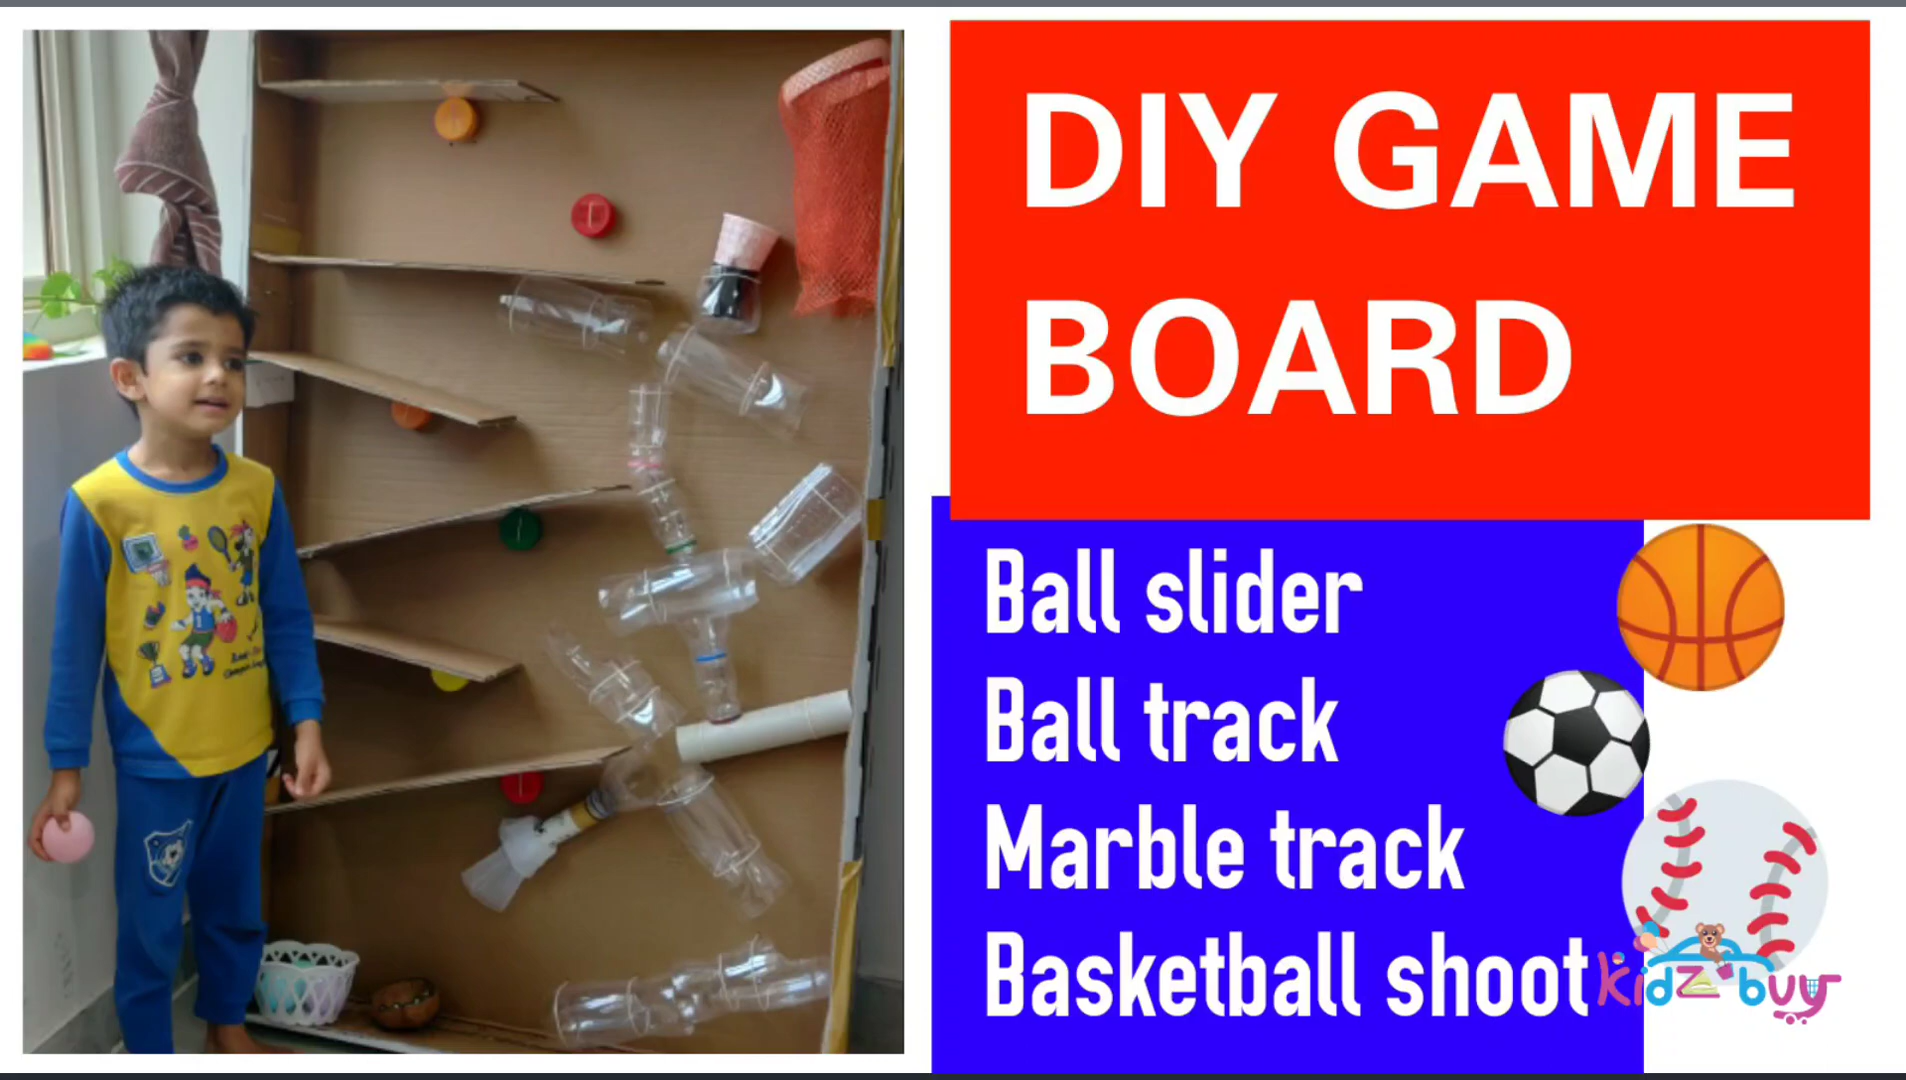 DIY GAME
BOARD
Ball slider
Ball track
Marble track
Basketball shoot
kidz buy